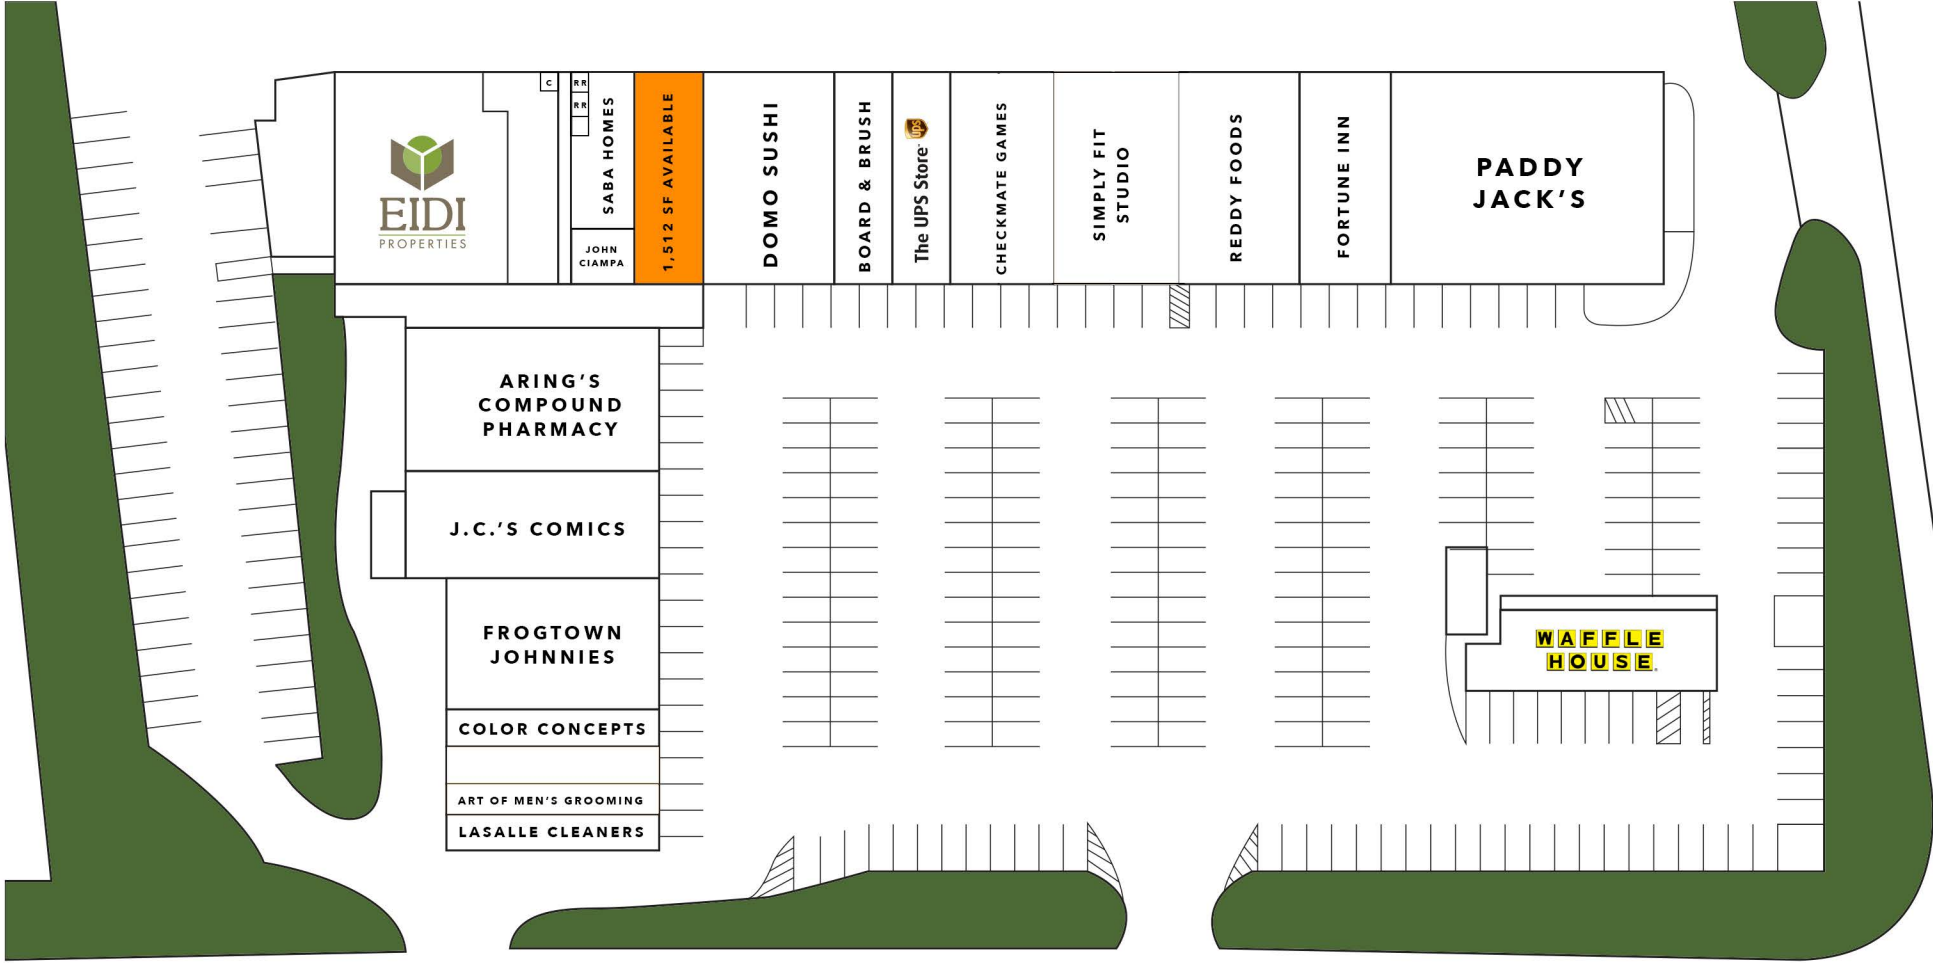 C
RR
RR
EIDI
PROPERTIES
SABA HOMES
JOHN
CIAMPA
1,512 SF AVAILABLE
DOMO SUSHI
BOARD & BRUSH
ups
The UPS Store
CHECKMATE GAMES
SIMPLY FIT
STUDIO
REDDY FOODS
FORTUNE INN
PADDY
JACK’S
ARING’S
COMPOUND
PHARMACY
J.C.’S COMICS
FROGTOWN
JOHNNIES
COLOR CONCEPTS
ART OF MEN’S GROOMING
LASALLE CLEANERS
WAFFLE
HOUSE